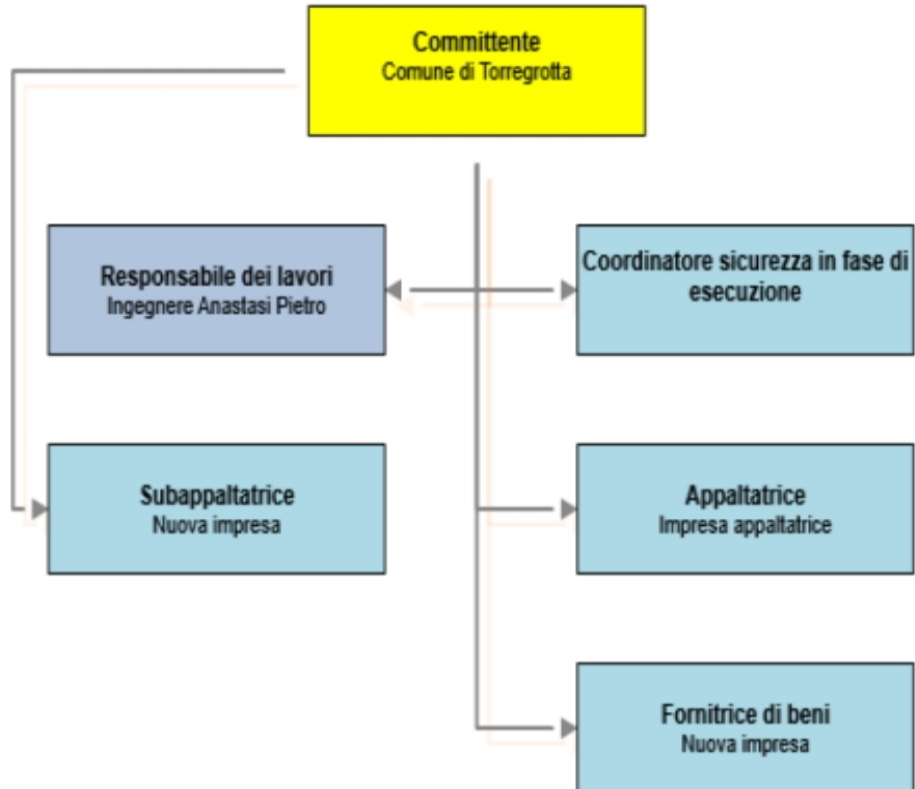 Committente
Comune di Torregrotta
Responsabile dei lavori
Ingegnere Anastasi Pietro
Coordinatore sicurezza in fase di
esecuzione
Subappaltatrice
Nuova impresa
Appaltatrice
Impresa appaltatrice
Fornitrice di beni
Nuova impresa